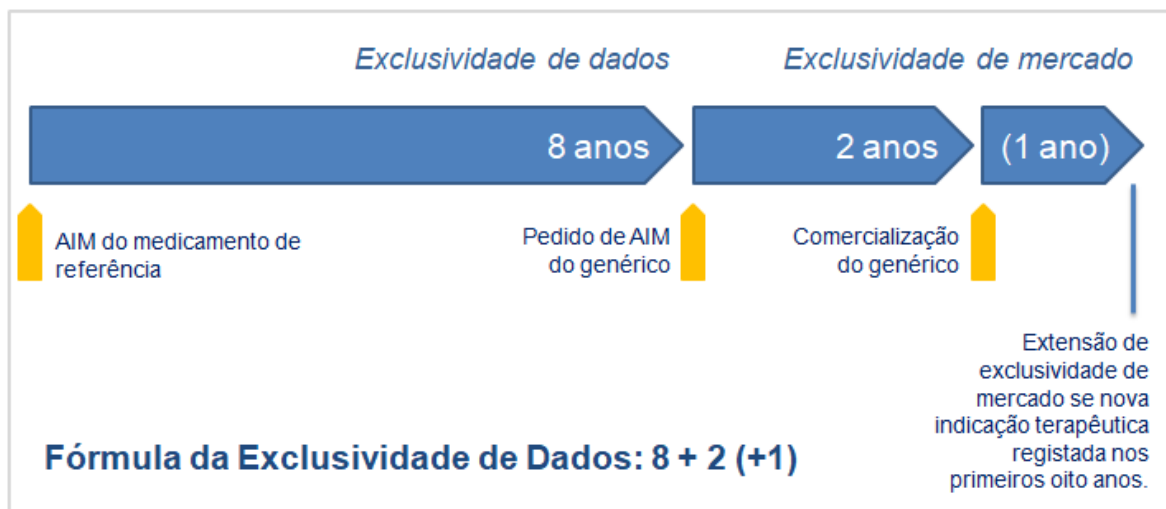 Exclusividade de dados
Exclusividade de mercado
8 anos
2 anos
(1 ano)
AIM do medicamento de
referência
Pedido de AIM
do genérico
Comercialização
do genérico
Extensão de
exclusividade de
mercado se nova
indicação terapêutica
registada nos
primeiros oito anos.
Fórmula da Exclusividade de Dados: 8 + 2 (+1)